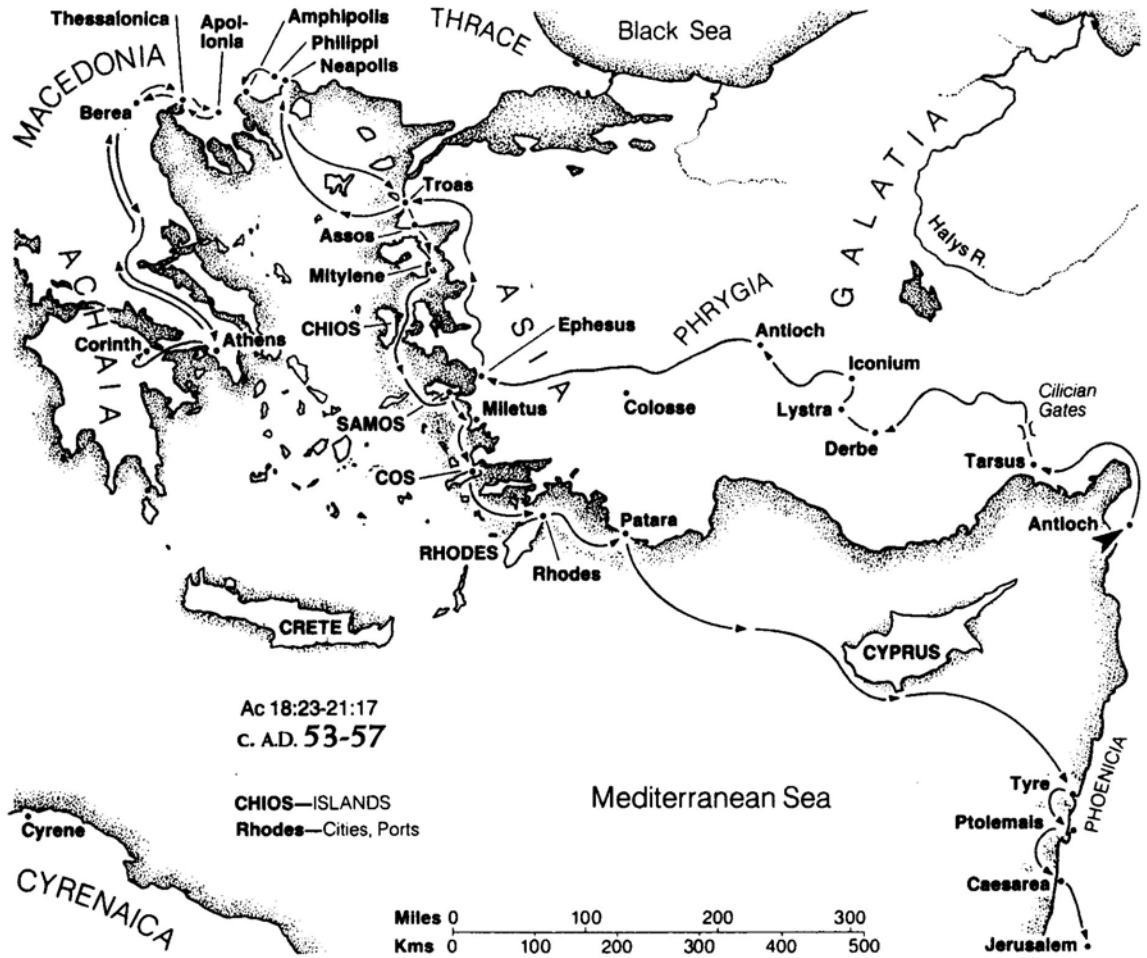 Thessalonica
Apol-
lonia
Amphipolis
Philippi
Neapolis
THRACE
Black Sea
MACEDONIA
Berea
GALATIA
Troas
Halys R.
Assos
Mitylene
ACHAIA
ASIA
PHRYGIA
CHIOS
Ephesus
Antioch
Corinth
Athens
Iconium
Colosse
Lystra
Cilician
Gates
SAMOS
Miletus
Derbe
Tarsus
COS
Patara
Antioch
RHODES
Rhodes
CRETE
CYPRUS
Ac 18:23-21:17
c. A.D. 53-57
PHOENICIA
Tyre
Mediterranean Sea
CHIOS—ISLANDS
Rhodes—Cities, Ports
Ptolemais
Cyrene
CYRENAICA
Caesarea
Miles 0 100 200 300
Kms 0 100 200 300 400 500
Jerusalem